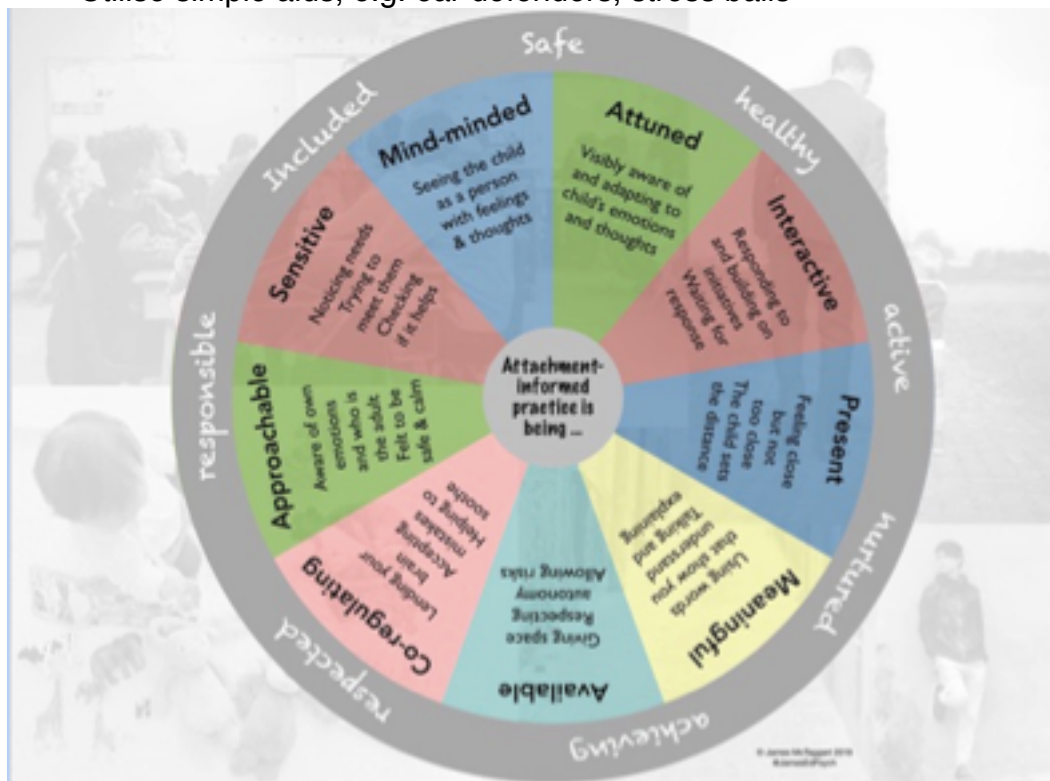 Utilise simple aids, e.g. ear defenders, stress balls
Safe
healthy
active
nurtured
achieving
respected
responsible
Included
Attachment-
informed
practice is
being ...
Attuned
Visibly aware of
and adapting to
child's emotions
and thoughts
Interactive
Responding to
and building on
initiatives
Waiting for
response
Present
Feeling close
but not
too close
The child sets
the distance
Meaningful
Using words
that show you
understand
Talking and
explaining
Available
Giving space
Respecting
autonomy
Allowing risks
Co-regulating
Lending your
brain
Accepting
mistakes
Helping to
soothe
Approachable
Aware of own
emotions
and who is
the adult
Felt to be
safe & calm
Sensitive
Noticing needs
Trying to
meet them
Checking
if it helps
Mind-minded
Seeing the child
as a person
with feelings
& thoughts
© James McTaggart 2019
@JamesEdPsych